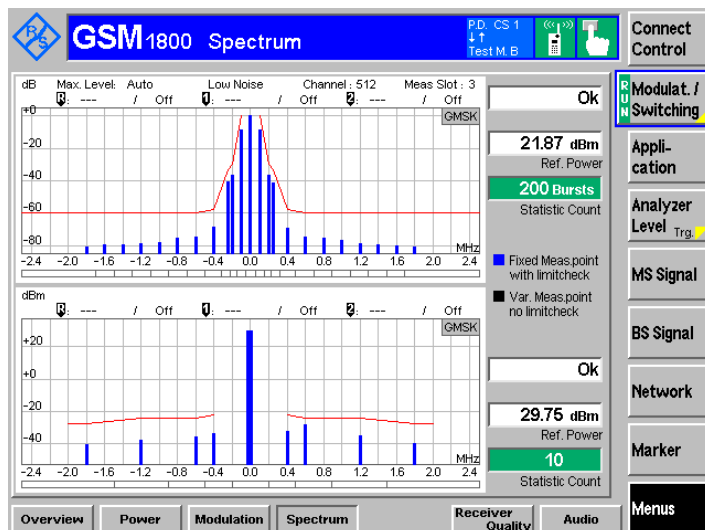 R/S
GSM 1800 Spectrum
P.D. CS 1
Test M. B
Connect Control
dB Max. Level: Auto Low Noise Channel : 512 Meas Slot : 3
R: --- / Off 1: --- / Off 2: --- / Off
+0
GMSK
-20
-40
-60
-80
MHz
-2.4 -2.0 -1.6 -1.2 -0.8 -0.4 0.0 0.4 0.8 1.2 1.6 2.0 2.4
Ok
21.87 dBm
Ref. Power
200 Bursts
Statistic Count
Fixed Meas.point
with limitcheck
Var. Meas.point
no limitcheck
dBm
R: --- / Off 1: --- / Off 2: --- / Off
GMSK
+20
+0
-20
-40
MHz
-2.4 -2.0 -1.6 -1.2 -0.8 -0.4 0.0 0.4 0.8 1.2 1.6 2.0 2.4
Ok
29.75 dBm
Ref. Power
10
Statistic Count
RUN
Modulat. /
Switching
Appli-
cation
Analyzer
Level Trg.
MS Signal
BS Signal
Network
Marker
Menus
Overview
Power
Modulation
Spectrum
Receiver
Quality
Audio